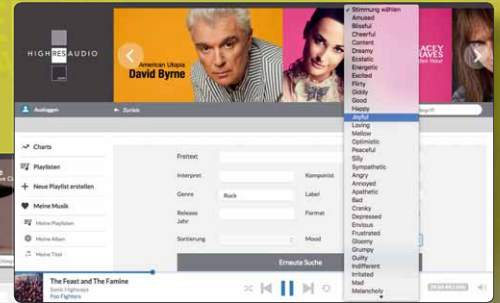 HIGHRESAUDIO
American Utopia
David Byrne
✓ Stimmung wählen
Amused
Blissful
Cheerful
Content
Dreamy
Ecstatic
Energetic
Excited
Flirty
Giddy
Good
Happy
Joyful
Loving
Mellow
Optimistic
Peaceful
Silly
Sympathetic
Angry
Annoyed
Apathetic
Bad
Cranky
Depressed
Envious
Frustrated
Gloomy
Grumpy
Guilty
Indifferent
Irritated
Mad
Melancholy
ACEY
GRAVES
Ausloggen
Zurück
Charts
Playlisten
Neue Playlist erstellen
Meine Musik
Meine Playlisten
Meine Alben
Meine Titel
Freitext
Interpret
Komponist
Genre
Rock
Label
Release Jahr
Format
Sortierung
Mood
Erneute Suche
The Feast and The Famine
Sonic Highways
Foo Fighters